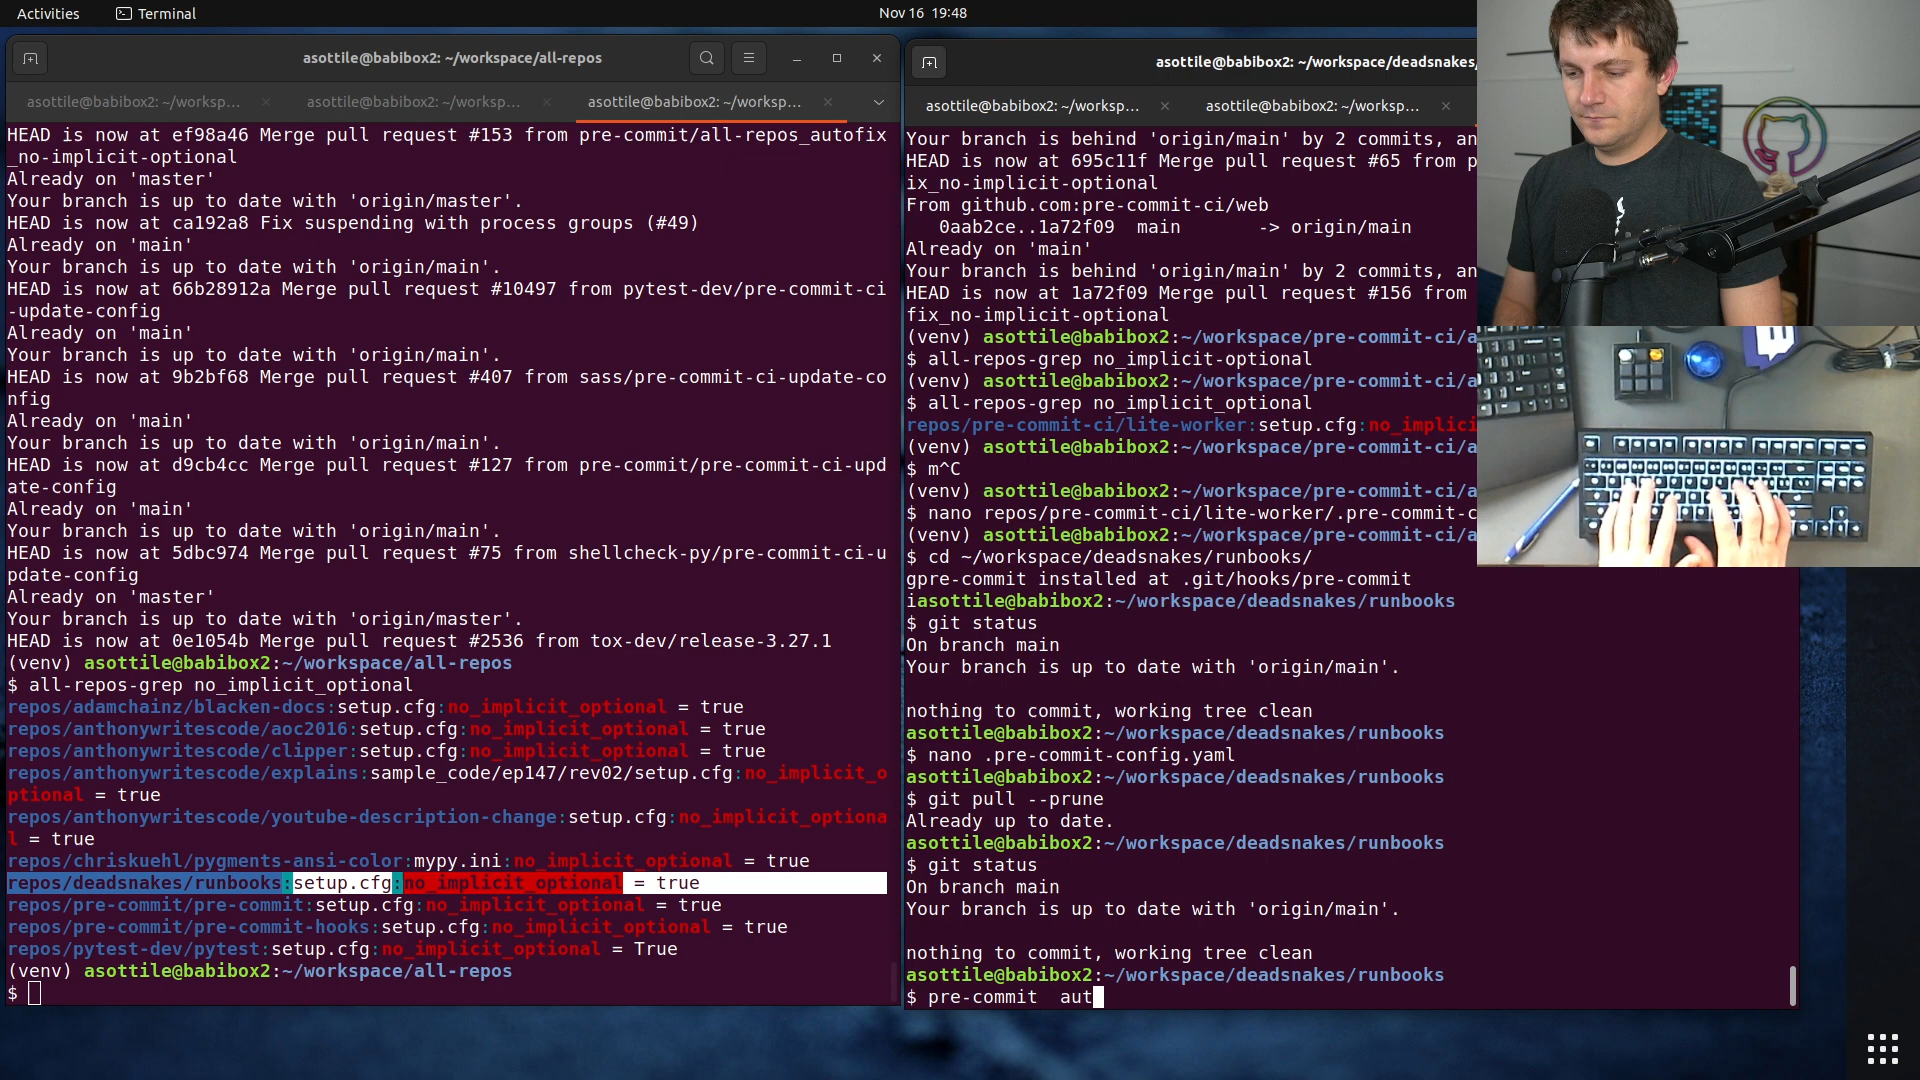 Activities
Terminal
Nov 16 19:48
asottile@babibox2: ~/workspace/all-repos
asottile@babibox2: ~/worksp...
asottile@babibox2: ~/worksp...
asottile@babibox2: ~/worksp...
HEAD is now at ef98a46 Merge pull request #153 from pre-commit/all-repos_autofix
_no-implicit-optional
Already on 'master'
Your branch is up to date with 'origin/master'.
HEAD is now at ca192a8 Fix suspending with process groups (#49)
Already on 'main'
Your branch is up to date with 'origin/main'.
HEAD is now at 66b28912a Merge pull request #10497 from pytest-dev/pre-commit-ci
-update-config
Already on 'main'
Your branch is up to date with 'origin/main'.
HEAD is now at 9b2bf68 Merge pull request #407 from sass/pre-commit-ci-update-co
nfig
Already on 'main'
Your branch is up to date with 'origin/main'.
HEAD is now at d9cb4cc Merge pull request #127 from pre-commit/pre-commit-ci-upd
ate-config
Already on 'main'
Your branch is up to date with 'origin/main'.
HEAD is now at 5dbc974 Merge pull request #75 from shellcheck-py/pre-commit-ci-u
pdate-config
Already on 'master'
Your branch is up to date with 'origin/master'.
HEAD is now at 0e1054b Merge pull request #2536 from tox-dev/release-3.27.1
(venv) asottile@babibox2:~/workspace/all-repos
$ all-repos-grep no_implicit_optional
repos/adamchainz/blacken-docs:setup.cfg:no_implicit_optional = true
repos/anthonywritescode/aoc2016:setup.cfg:no_implicit_optional = true
repos/anthonywritescode/clipper:setup.cfg:no_implicit_optional = true
repos/anthonywritescode/explains:sample_code/ep147/rev02/setup.cfg:no_implicit_o
ptional = true
repos/anthonywritescode/youtube-description-change:setup.cfg:no_implicit_optiona
l = true
repos/chriskuehl/pygments-ansi-color:mypy.ini:no_implicit_optional = true
repos/deadsnakes/runbooks:setup.cfg:no_implicit_optional = true
repos/pre-commit/pre-commit:setup.cfg:no_implicit_optional = true
repos/pre-commit/pre-commit-hooks:setup.cfg:no_implicit_optional = true
repos/pytest-dev/pytest:setup.cfg:no_implicit_optional = True
(venv) asottile@babibox2:~/workspace/all-repos
$
asottile@babibox2: ~/workspace/deadsnakes/
asottile@babibox2: ~/worksp...
asottile@babibox2: ~/worksp...
Your branch is behind 'origin/main' by 2 commits, an
HEAD is now at 695c11f Merge pull request #65 from p
ix_no-implicit-optional
From github.com:pre-commit-ci/web
0aab2ce..1a72f09 main -> origin/main
Already on 'main'
Your branch is behind 'origin/main' by 2 commits, an
HEAD is now at 1a72f09 Merge pull request #156 from
fix_no-implicit-optional
(venv) asottile@babibox2:~/workspace/pre-commit-ci/a
$ all-repos-grep no_implicit-optional
(venv) asottile@babibox2:~/workspace/pre-commit-ci/a
$ all-repos-grep no_implicit_optional
repos/pre-commit-ci/lite-worker:setup.cfg:no_implici
(venv) asottile@babibox2:~/workspace/pre-commit-ci/a
$ m^C
(venv) asottile@babibox2:~/workspace/pre-commit-ci/a
$ nano repos/pre-commit-ci/lite-worker/.pre-commit-c
(venv) asottile@babibox2:~/workspace/pre-commit-ci/a
$ cd ~/workspace/deadsnakes/runbooks/
gpre-commit installed at .git/hooks/pre-commit
iasottile@babibox2:~/workspace/deadsnakes/runbooks
$ git status
On branch main
Your branch is up to date with 'origin/main'.
nothing to commit, working tree clean
asottile@babibox2:~/workspace/deadsnakes/runbooks
$ nano .pre-commit-config.yaml
asottile@babibox2:~/workspace/deadsnakes/runbooks
$ git pull --prune
Already up to date.
asottile@babibox2:~/workspace/deadsnakes/runbooks
$ git status
On branch main
Your branch is up to date with 'origin/main'.
nothing to commit, working tree clean
asottile@babibox2:~/workspace/deadsnakes/runbooks
$ pre-commit  aut